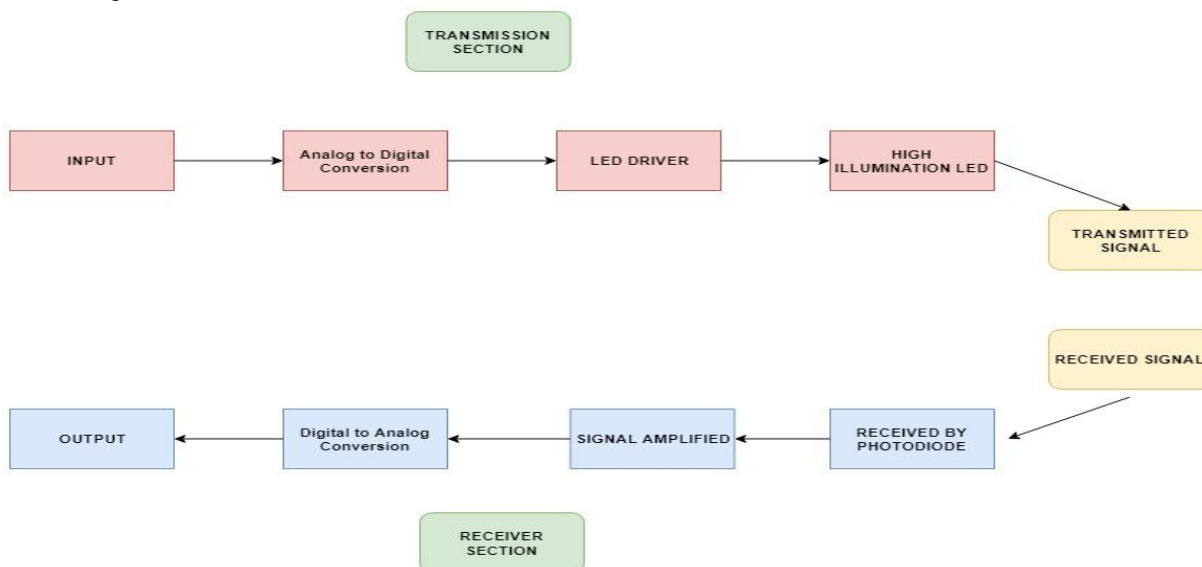 TRANSMISSION
SECTION
INPUT
Analog to Digital
Conversion
LED DRIVER
HIGH
ILLUMINATION LED
TRANSMITTED
SIGNAL
RECEIVED SIGNAL
OUTPUT
Digital to Analog
Conversion
SIGNAL AMPLIFIED
RECEIVED BY
PHOTODIODE
RECEIVER
SECTION